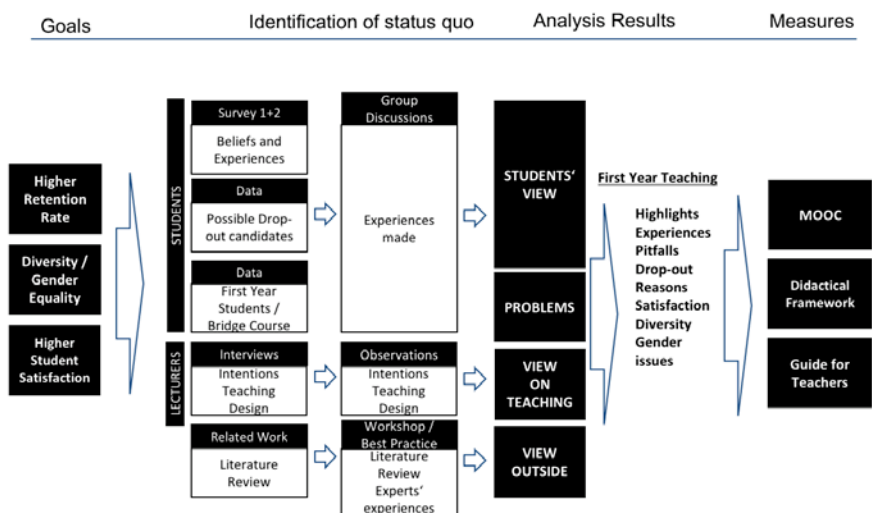 Goals
Identification of status quo
Analysis Results
Measures
Higher
Retention
Rate
Diversity /
Gender
Equality
Higher
Student
Satisfaction
STUDENTS
Survey 1+2
Beliefs and
Experiences
Data
Possible Drop-
out candidates
Data
First Year
Students /
Bridge Course
Group
Discussions
Experiences
made
LECTURERS
Interviews
Intentions
Teaching
Design
Observations
Intentions
Teaching
Design
Related Work
Literature
Review
Workshop /
Best Practice
Literature
Review
Experts‘
experiences
STUDENTS‘
VIEW
PROBLEMS
VIEW
ON
TEACHING
VIEW
OUTSIDE
First Year Teaching
Highlights
Experiences
Pitfalls
Drop-out
Reasons
Satisfaction
Diversity
Gender
issues
MOOC
Didactical
Framework
Guide for
Teachers